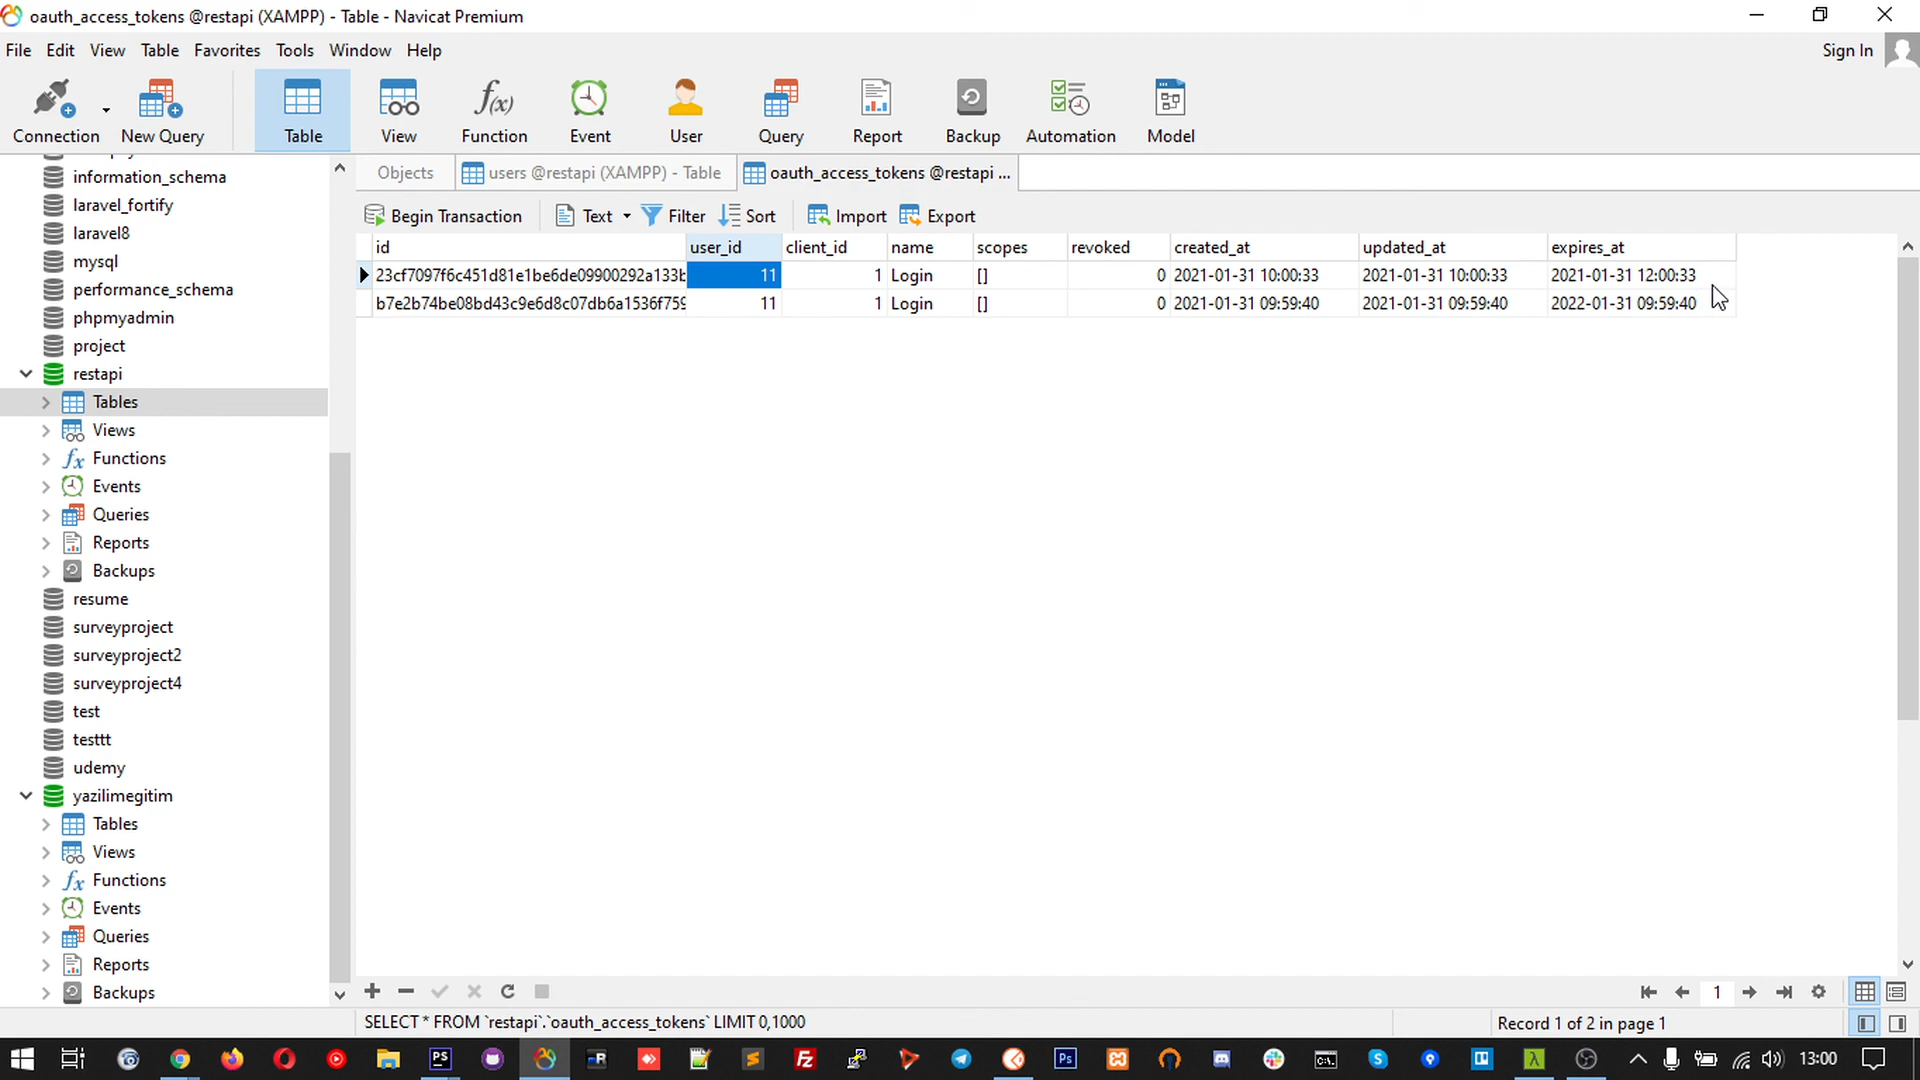 oauth_access_tokens @restapi (XAMPP) - Table - Navicat Premium
File Edit View Table Favorites Tools Window Help
Sign In
Connection New Query Table View Function Event User Query Report Backup Automation Model
information_schema
laravel_fortify
laravel8
mysql
performance_schema
phpmyadmin
project
restapi
Tables
Views
Functions
Events
Queries
Reports
Backups
resume
surveyproject
surveyproject2
surveyproject4
test
testtt
udemy
yazilimegitim
Tables
Views
Functions
Events
Queries
Reports
Backups
Objects users @restapi (XAMPP) - Table oauth_access_tokens @restapi ...
Begin Transaction Text Filter Sort Import Export
id user_id client_id name scopes revoked created_at updated_at expires_at
23cf7097f6c451d81e1be6de09900292a133b 11 1 Login [] 0 2021-01-31 10:00:33 2021-01-31 10:00:33 2021-01-31 12:00:33
b7e2b74be08bd43c9e6d8c07db6a1536f759 11 1 Login [] 0 2021-01-31 09:59:40 2021-01-31 09:59:40 2022-01-31 09:59:40
1
SELECT * FROM `restapi`.`oauth_access_tokens` LIMIT 0,1000
Record 1 of 2 in page 1
13:00